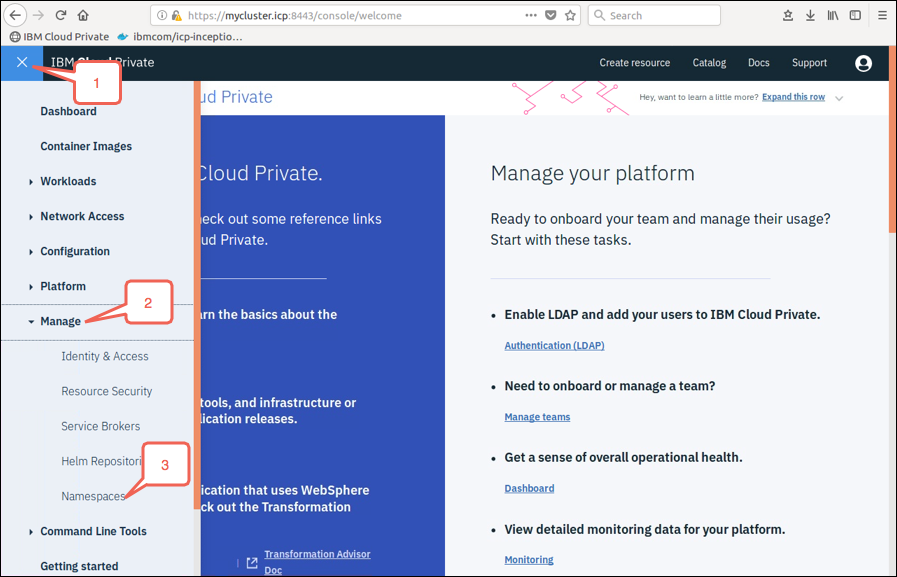 https://mycluster.icp:8443/console/welcome
Search
IBM Cloud Private
ibmcom/icp-inceptio...
IBM Cloud Private
Create resource
Catalog
Docs
Support
1
ud Private
Hey, want to learn a little more? Expand this row
Dashboard
Container Images
Workloads
Network Access
Configuration
Platform
2
Manage
Identity & Access
Resource Security
Service Brokers
Helm Repositori
3
Namespaces
Command Line Tools
Getting started
Cloud Private.
eck out some reference links
ud Private.
arn the basics about the
tools, and infrastructure or
lication releases.
ication that uses WebSphere
ck out the Transformation
Transformation Advisor
Doc
Manage your platform
Ready to onboard your team and manage their usage?
Start with these tasks.
• Enable LDAP and add your users to IBM Cloud Private.
Authentication (LDAP)
• Need to onboard or manage a team?
Manage teams
• Get a sense of overall operational health.
Dashboard
• View detailed monitoring data for your platform.
Monitoring